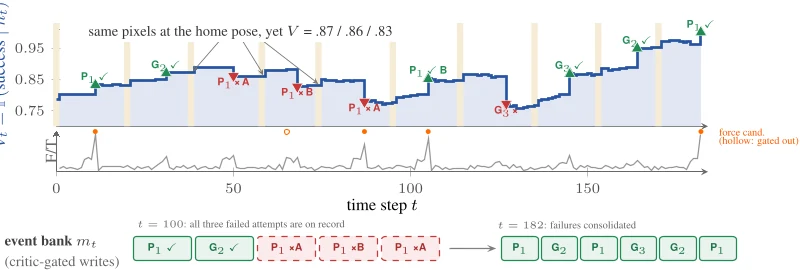 same pixels at the home pose, yet V = .87 / .86 / .83
(success | h_t)
0.95
0.85
0.75
P₁ ✓
G₂ ✓
P₁ ×A
P₁ ×B
P₁ ×A
P₁ ✓ B
G₃ ×
G₃ ✓
G₂ ✓
P₁ ✓
F/T
force cand.
(hollow: gated out)
0
50
100
150
time step t
t = 100: all three failed attempts are on record
t = 182: failures consolidated
event bank m_t
(critic-gated writes)
P₁ ✓
G₂ ✓
P₁ ×A
P₁ ×B
P₁ ×A
P₁
G₂
P₁
G₃
G₂
P₁